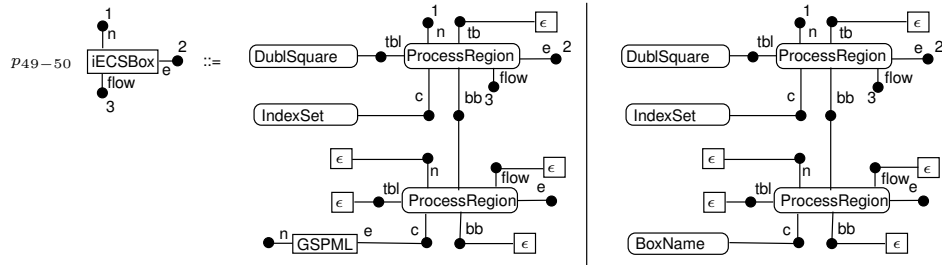 1 1 1
n n tb ϵ n tb ϵ
p49−50 iECSBox 2 ::= DublSquare tbl ProcessRegion e 2 DublSquare tbl ProcessRegion e 2
e
flow flow flow
3 c bb 3 c bb 3
IndexSet IndexSet
ϵ n flow ϵ ϵ n flow ϵ
ϵ tbl ProcessRegion e ϵ tbl ProcessRegion e
n GSPML e c bb ϵ BoxName c bb ϵ